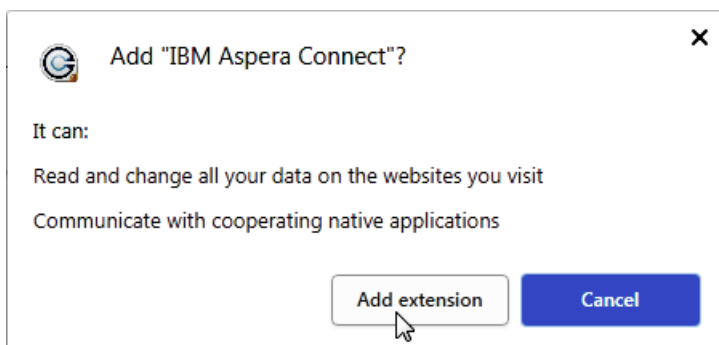 Add "IBM Aspera Connect"?
It can:
Read and change all your data on the websites you visit
Communicate with cooperating native applications
Add extension
Cancel